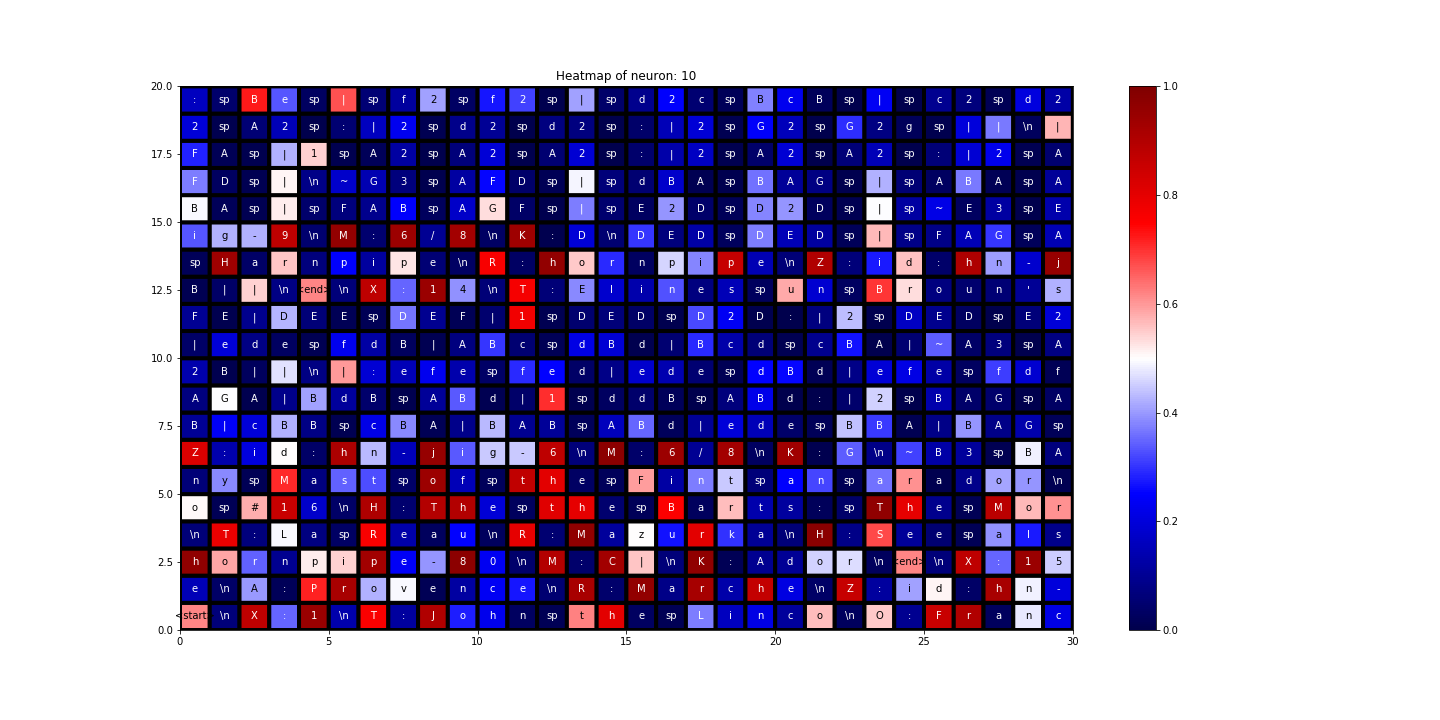 Heatmap of neuron: 10
20.0 : sp B e sp | sp f 2 sp f 2 sp | sp d 2 c sp B c B sp | sp c 2 sp d 2 1.0
2 sp A 2 sp : | 2 sp d 2 sp d 2 sp : | 2 sp G 2 sp G 2 g sp | | \n |
17.5 F A sp | 1 sp A 2 sp A 2 sp A 2 sp : | 2 sp A 2 sp A 2 sp : | 2 sp A
F D sp | \n ~ G 3 sp A F D sp | sp d B A sp B A G sp | sp A B A sp A 0.8
15.0 B A sp | sp F A B sp A G F sp | sp E 2 D sp D 2 D sp | sp ~ E 3 sp E
i g - 9 \n M : 6 / 8 \n K : D \n D E D sp D E D sp | sp F A G sp A
sp H a r n p i p e \n R : h o r n p i p e \n Z : i d : h n - j
12.5 B | | \n <end> \n X : 1 4 \n T : E l i n e s sp u n sp B r o u n ' s 0.6
F E | D E E sp D E F | 1 sp D E D sp D 2 D : | 2 sp D E D sp E 2
10.0 | e d e sp f d B | A B c sp d B d | B c d sp c B A | ~ A 3 sp A
2 B | | \n | : e f e sp f e d | e d e sp d B d | e f e sp f d f
A G A | B d B sp A B d | 1 sp d d B sp A B d : | 2 sp B A G sp A 0.4
7.5 B | c B B sp c B A | B A B sp A B d | e d e sp B B A | B A G sp
Z : i d : h n - j i g - 6 \n M : 6 / 8 \n K : G \n ~ B 3 sp B A
n y sp M a s t sp o f sp t h e sp F i n t sp a n sp a r a d o r \n
5.0 o sp # 1 6 \n H : T h e sp t h e sp B a r t s : sp T h e sp M o r 0.2
\n T : L a sp R e a u \n R : M a z u r k a \n H : S e e sp a l s
2.5 h o r n p i p e - 8 0 \n M : C | \n K : A d o r \n <end> \n X : 1 5
e \n A : P r o v e n c e \n R : M a r c h e \n Z : i d : h n -
0.0 <start> \n X : 1 \n T : J o h n sp t h e sp L i n c o \n O : F r a n c 0.0
0 5 10 15 20 25 30